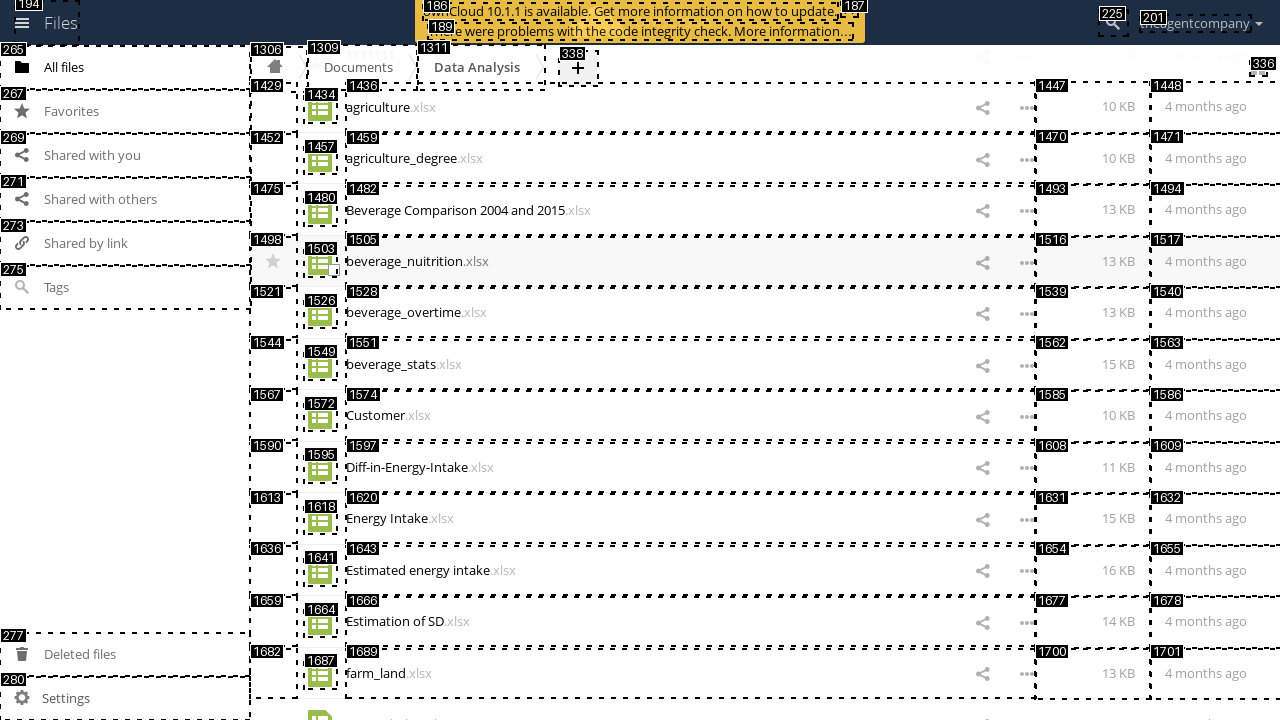 194
Files
186
ownCloud 10.1.1 is available. Get more information on how to update.
187
189
There were problems with the code integrity check. More information…
225
201
theagentcompany
265
All files
267
Favorites
269
Shared with you
271
Shared with others
273
Shared by link
275
Tags
277
Deleted files
280
Settings
1306
1309
Documents
1311
Data Analysis
338
+
336
1429
1434
1436
agriculture.xlsx
1447
10 KB
1448
4 months ago
1452
1457
1459
agriculture_degree.xlsx
1470
10 KB
1471
4 months ago
1475
1480
1482
Beverage Comparison 2004 and 2015.xlsx
1493
13 KB
1494
4 months ago
1498
1503
1505
beverage_nuitrition.xlsx
1516
13 KB
1517
4 months ago
1521
1526
1528
beverage_overtime.xlsx
1539
13 KB
1540
4 months ago
1544
1549
1551
beverage_stats.xlsx
1562
15 KB
1563
4 months ago
1567
1572
1574
Customer.xlsx
1585
10 KB
1586
4 months ago
1590
1595
1597
Diff-in-Energy-Intake.xlsx
1608
11 KB
1609
4 months ago
1613
1618
1620
Energy Intake.xlsx
1631
15 KB
1632
4 months ago
1636
1641
1643
Estimated energy intake.xlsx
1654
16 KB
1655
4 months ago
1659
1664
1666
Estimation of SD.xlsx
1677
14 KB
1678
4 months ago
1682
1687
1689
farm_land.xlsx
1700
13 KB
1701
4 months ago